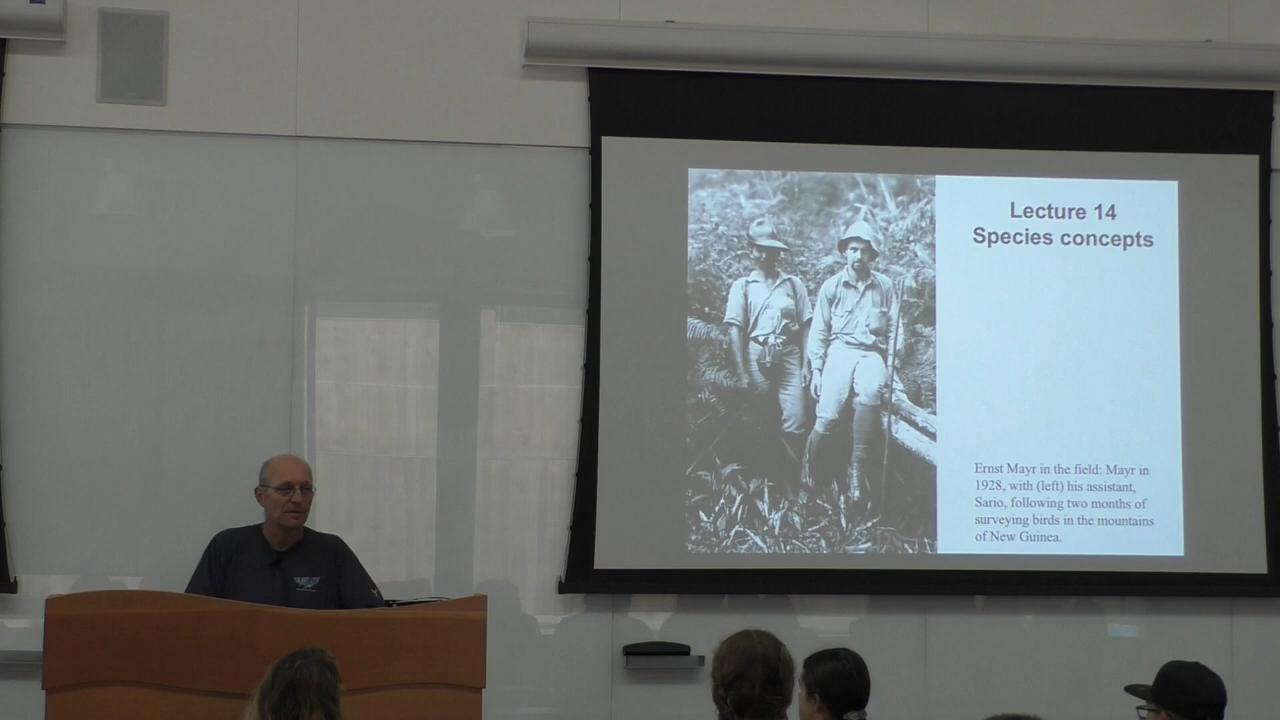 Lecture 14
Species concepts
Ernst Mayr in the field: Mayr in
1928, with (left) his assistant,
Sario, following two months of
surveying birds in the mountains
of New Guinea.